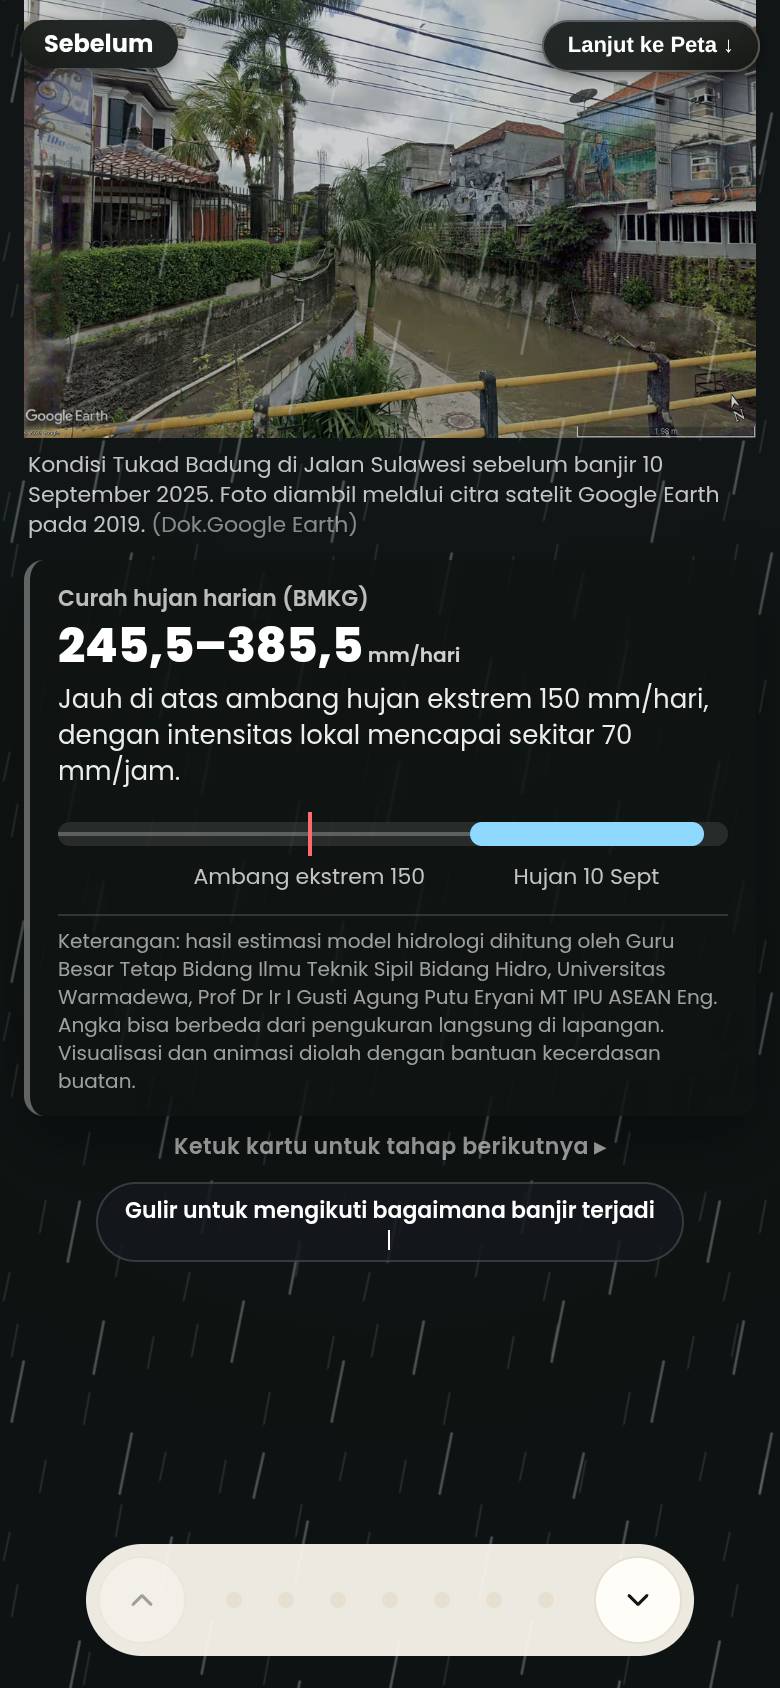 Sebelum
Lanjut ke Peta ↓
Google Earth
1.98 m
Kondisi Tukad Badung di Jalan Sulawesi sebelum banjir 10
September 2025. Foto diambil melalui citra satelit Google Earth
pada 2019. (Dok.Google Earth)
Curah hujan harian (BMKG)
245,5–385,5 mm/hari
Jauh di atas ambang hujan ekstrem 150 mm/hari,
dengan intensitas lokal mencapai sekitar 70
mm/jam.
Ambang ekstrem 150
Hujan 10 Sept
Keterangan: hasil estimasi model hidrologi dihitung oleh Guru
Besar Tetap Bidang Ilmu Teknik Sipil Bidang Hidro, Universitas
Warmadewa, Prof Dr Ir I Gusti Agung Putu Eryani MT IPU ASEAN Eng.
Angka bisa berbeda dari pengukuran langsung di lapangan.
Visualisasi dan animasi diolah dengan bantuan kecerdasan
buatan.
Ketuk kartu untuk tahap berikutnya ▸
Gulir untuk mengikuti bagaimana banjir terjadi